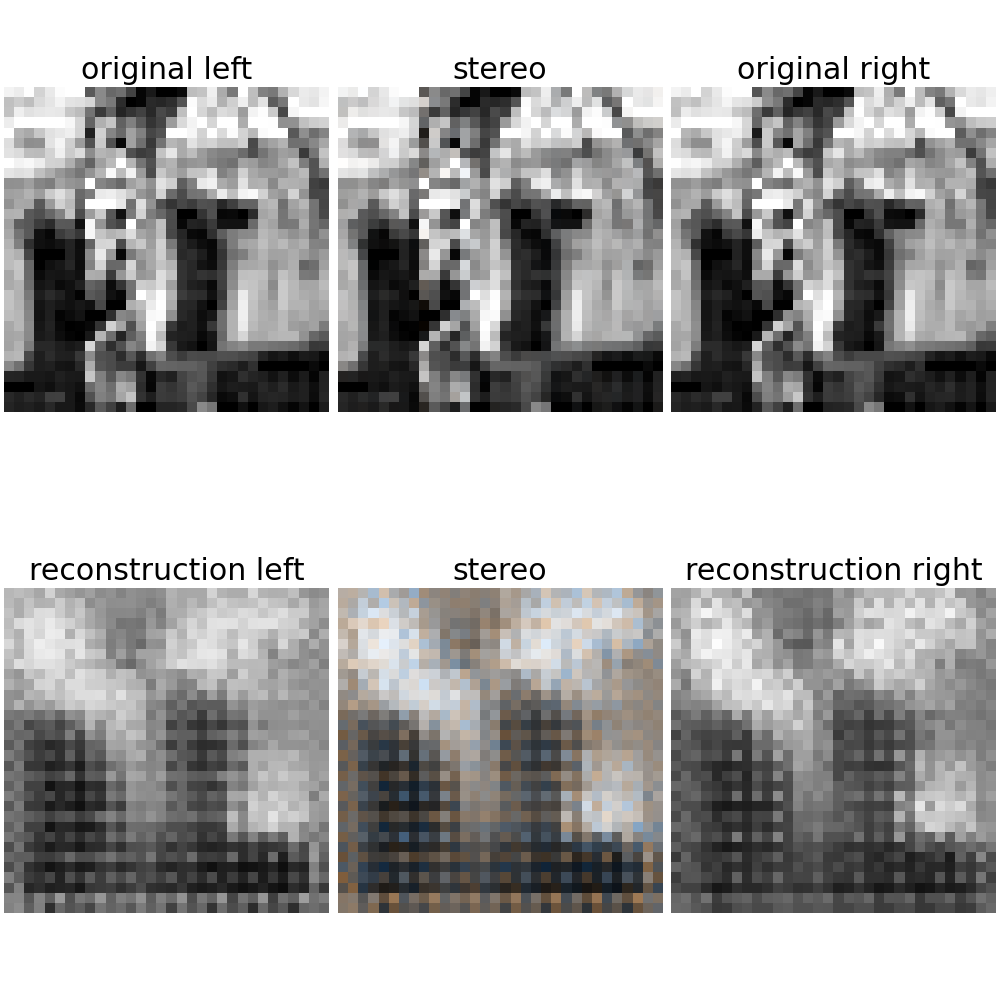 original left
stereo
original right
reconstruction left
stereo
reconstruction right